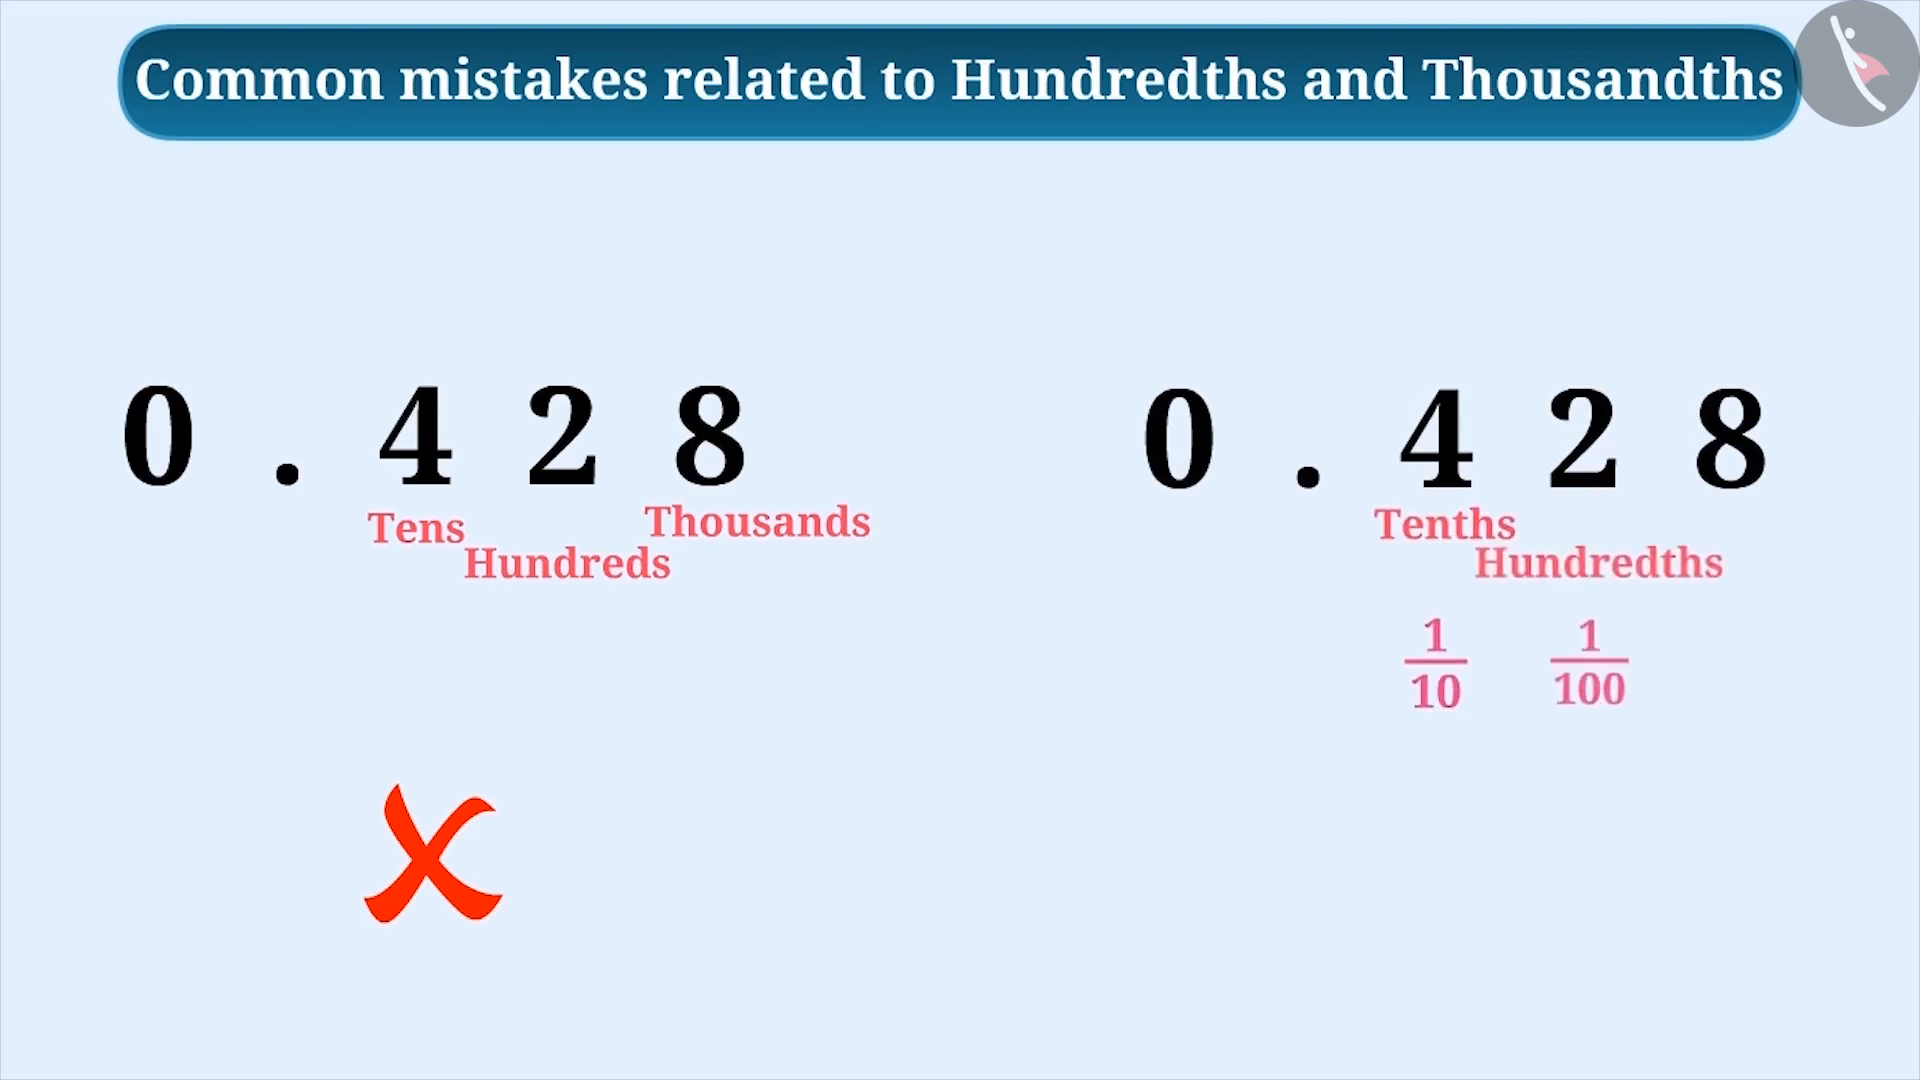 Common mistakes related to Hundredths and Thousandths
0 . 4 2 8
Tens Hundreds Thousands
0 . 4 2 8
Tenths Hundredths
1/10 1/100